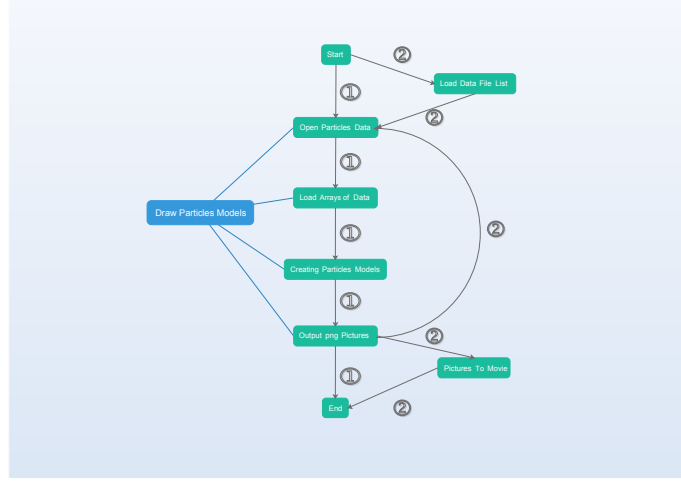 Start
②
Load Data File List
①
②
Open Particles Data
①
Load Arrays of Data
Draw Particles Models
①
②
Creating Particles Models
①
Output png Pictures
②
Pictures To Movie
①
End
②